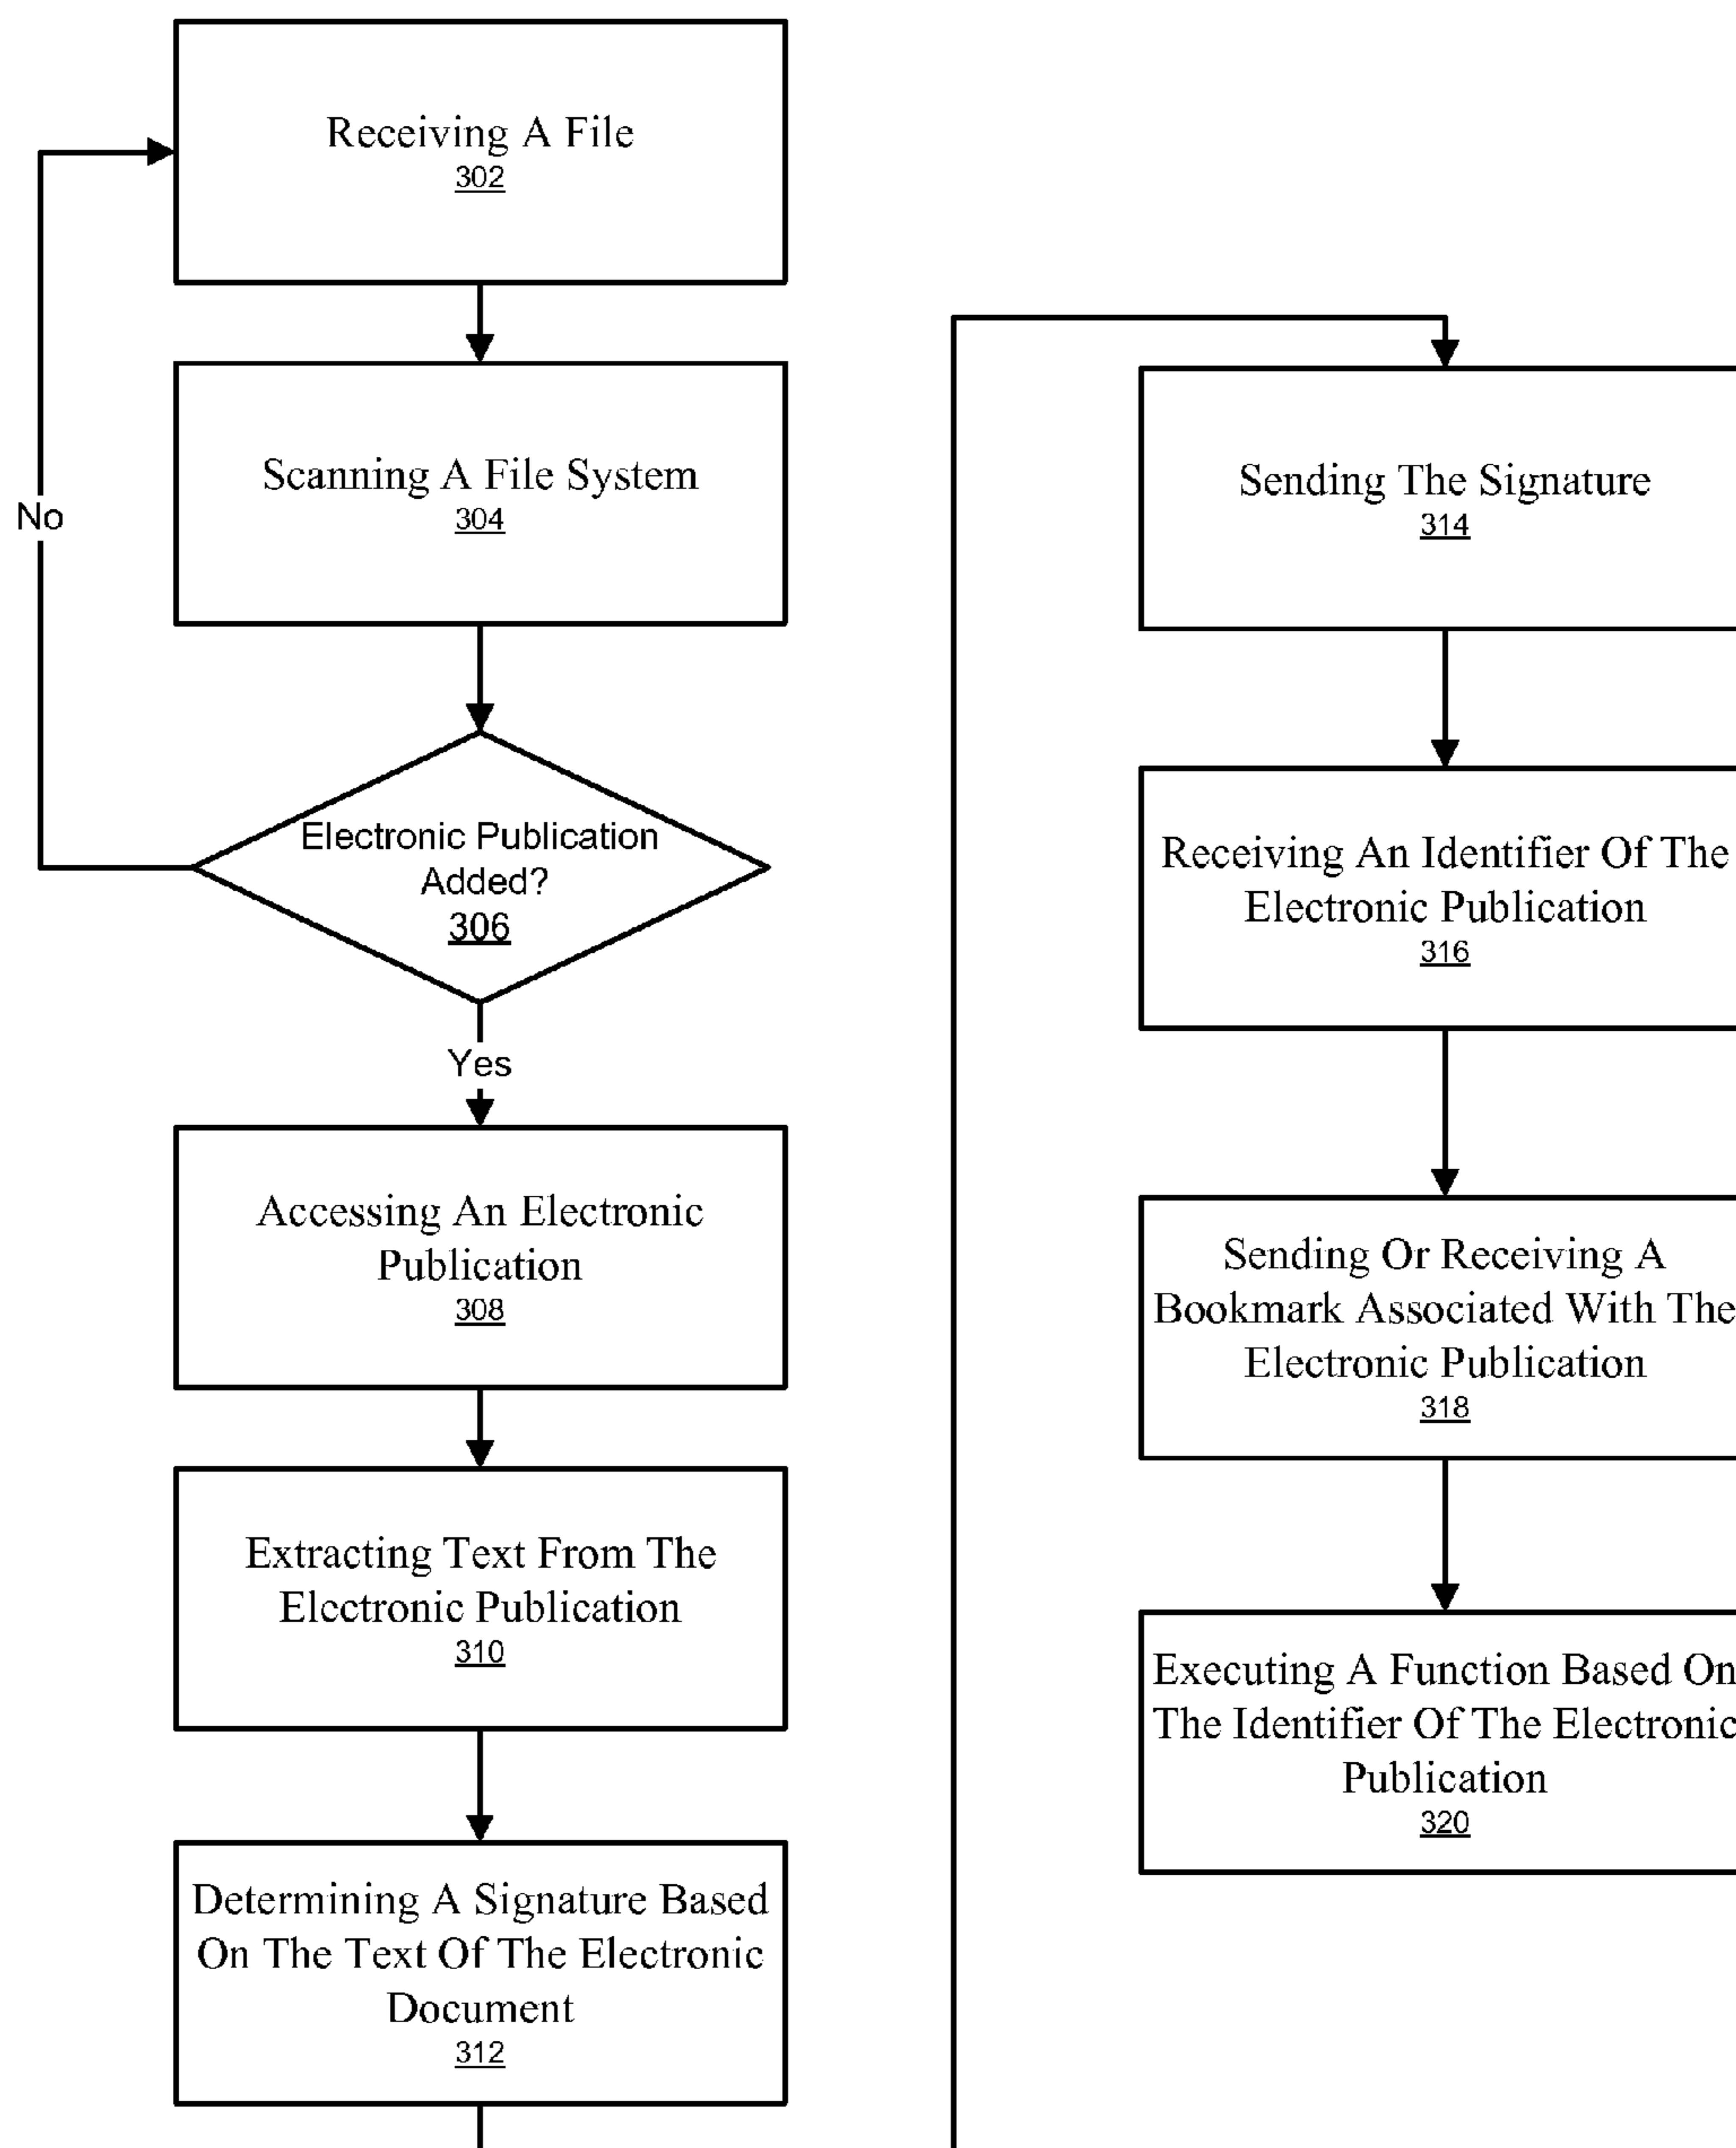 Receiving A File
302
Scanning A File System
304
No
Electronic Publication
Added?
306
Yes
Accessing An Electronic
Publication
308
Extracting Text From The
Electronic Publication
310
Determining A Signature Based
On The Text Of The Electronic
Document
312
Sending The Signature
314
Receiving An Identifier Of The
Electronic Publication
316
Sending Or Receiving A
Bookmark Associated With The
Electronic Publication
318
Executing A Function Based On
The Identifier Of The Electronic
Publication
320